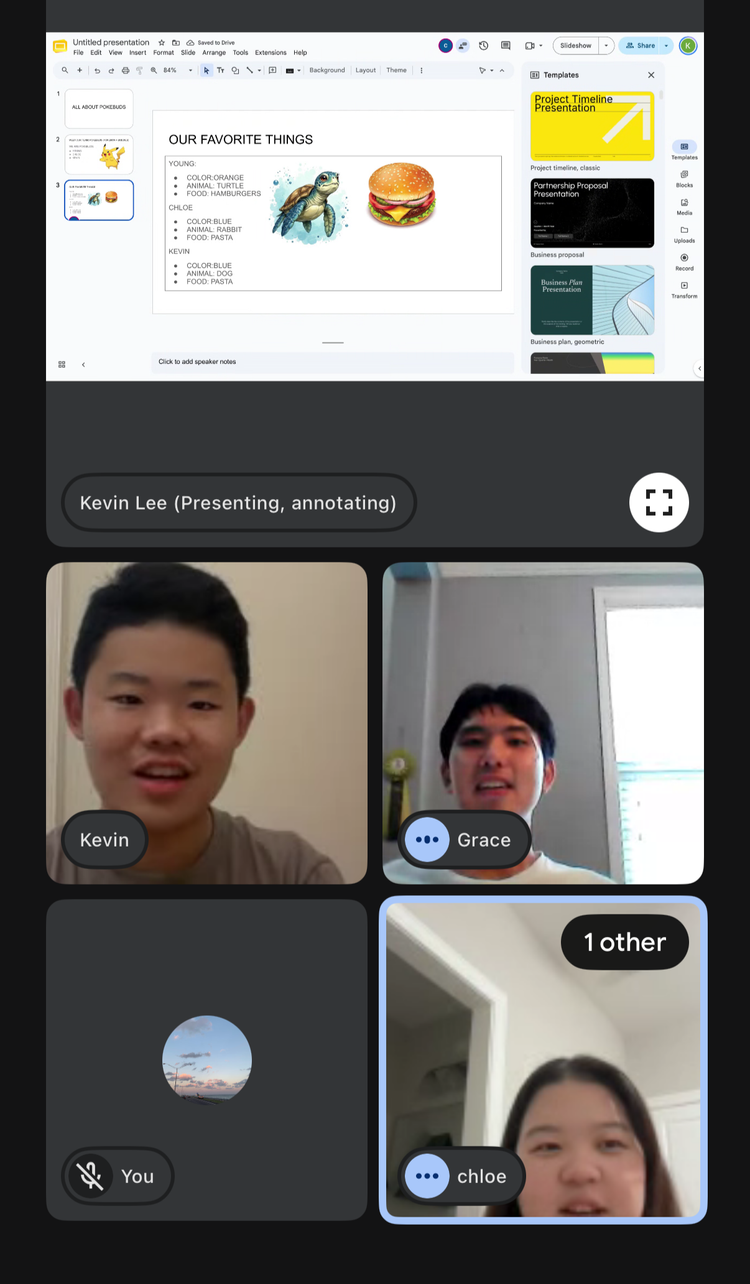 Untitled presentation
Saved to Drive
File Edit View Insert Format Slide Arrange Tools Extensions Help
c
Slideshow
Share
K
84%
Tт
Background Layout Theme
Templates
1
ALL ABOUT POKEBUDS
2
3
OUR FAVORITE THINGS
YOUNG:
● COLOR:ORANGE
● ANIMAL: TURTLE
● FOOD: HAMBURGERS
CHLOE
● COLOR:BLUE
● ANIMAL: RABBIT
● FOOD: PASTA
KEVIN
● COLOR:BLUE
● ANIMAL: DOG
● FOOD: PASTA
Click to add speaker notes
Project Timeline
Presentation
Project timeline, classic
Partnership Proposal
Presentation
Business proposal
Business Plan
Presentation
Business plan, geometric
Templates
Blocks
Media
Uploads
Record
Transform
Kevin Lee (Presenting, annotating)
Kevin
Grace
You
1 other
chloe